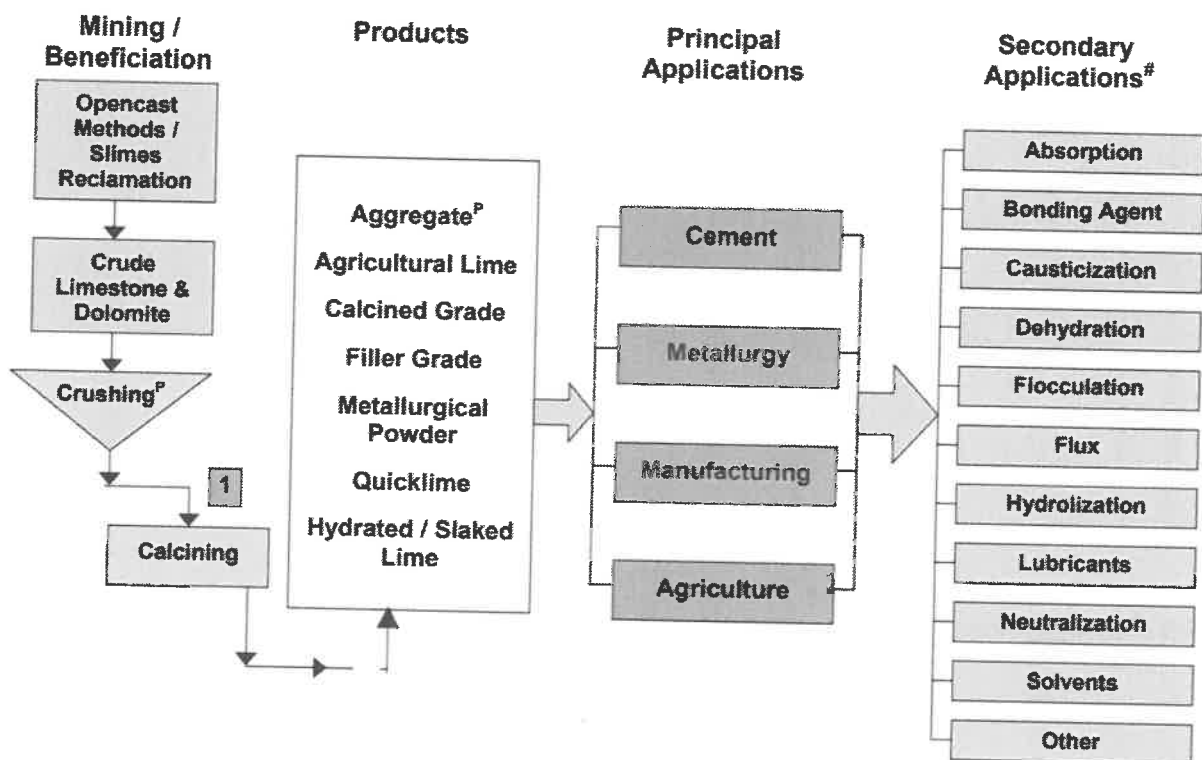 Mining /
Beneficiation
Opencast
Methods /
Slimes
Reclamation
Crude
Limestone &
Dolomite
Crushingᴾ
1
Calcining
Products
Aggregateᴾ
Agricultural Lime
Calcined Grade
Filler Grade
Metallurgical
Powder
Quicklime
Hydrated / Slaked
Lime
Principal
Applications
Cement
Metallurgy
Manufacturing
Agriculture
Secondary
Applications#
Absorption
Bonding Agent
Causticization
Dehydration
Flocculation
Flux
Hydrolization
Lubricants
Neutralization
Solvents
Other